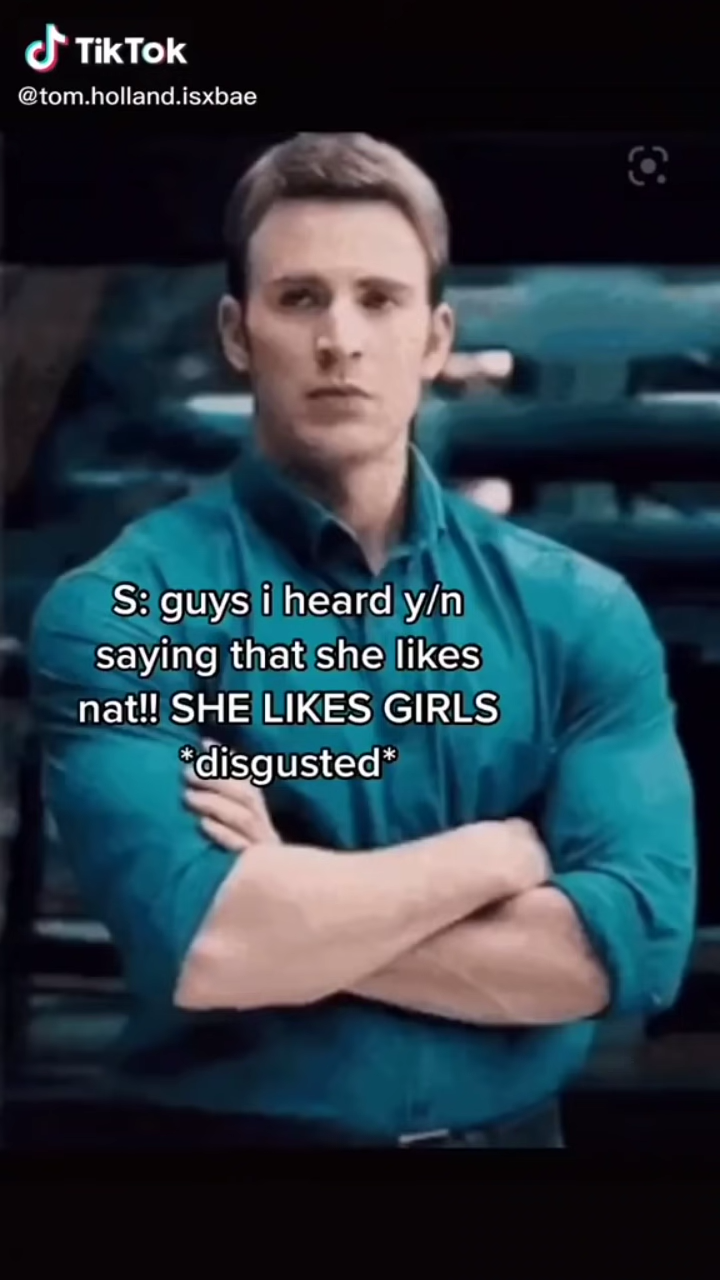 TikTok
@tom.holland.isxbae
S: guys i heard y/n
saying that she likes
nat!! SHE LIKES GIRLS
*disgusted*